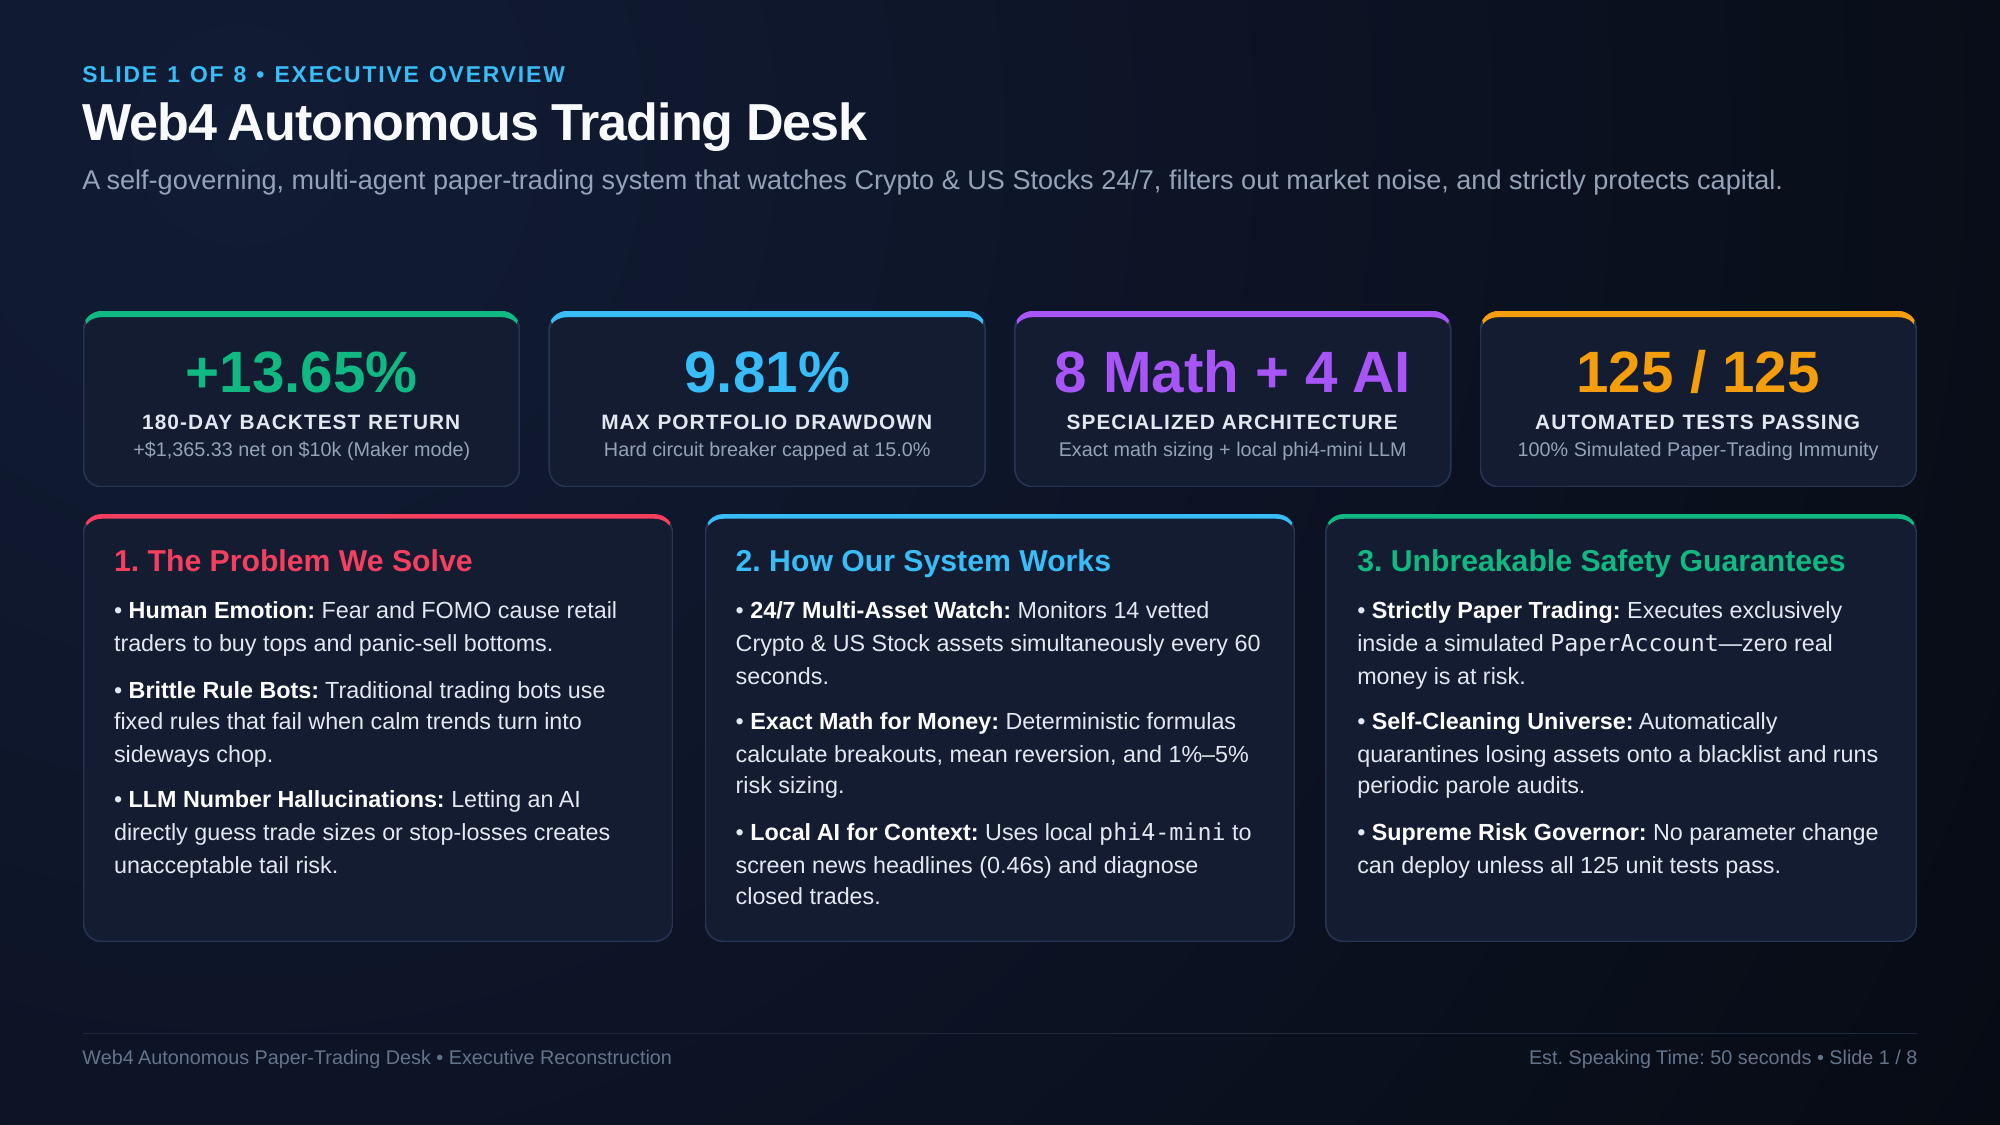 SLIDE 1 OF 8 • EXECUTIVE OVERVIEW
Web4 Autonomous Trading Desk
A self-governing, multi-agent paper-trading system that watches Crypto & US Stocks 24/7, filters out market noise, and strictly protects capital.
+13.65%
180-DAY BACKTEST RETURN
+$1,365.33 net on $10k (Maker mode)
9.81%
MAX PORTFOLIO DRAWDOWN
Hard circuit breaker capped at 15.0%
8 Math + 4 AI
SPECIALIZED ARCHITECTURE
Exact math sizing + local phi4-mini LLM
125 / 125
AUTOMATED TESTS PASSING
100% Simulated Paper-Trading Immunity
1. The Problem We Solve
• Human Emotion: Fear and FOMO cause retail
traders to buy tops and panic-sell bottoms.
• Brittle Rule Bots: Traditional trading bots use
fixed rules that fail when calm trends turn into
sideways chop.
• LLM Number Hallucinations: Letting an AI
directly guess trade sizes or stop-losses creates
unacceptable tail risk.
2. How Our System Works
• 24/7 Multi-Asset Watch: Monitors 14 vetted
Crypto & US Stock assets simultaneously every 60
seconds.
• Exact Math for Money: Deterministic formulas
calculate breakouts, mean reversion, and 1%–5%
risk sizing.
• Local AI for Context: Uses local phi4-mini to
screen news headlines (0.46s) and diagnose
closed trades.
3. Unbreakable Safety Guarantees
• Strictly Paper Trading: Executes exclusively
inside a simulated PaperAccount—zero real
money is at risk.
• Self-Cleaning Universe: Automatically
quarantines losing assets onto a blacklist and runs
periodic parole audits.
• Supreme Risk Governor: No parameter change
can deploy unless all 125 unit tests pass.
Web4 Autonomous Paper-Trading Desk • Executive Reconstruction
Est. Speaking Time: 50 seconds • Slide 1 / 8